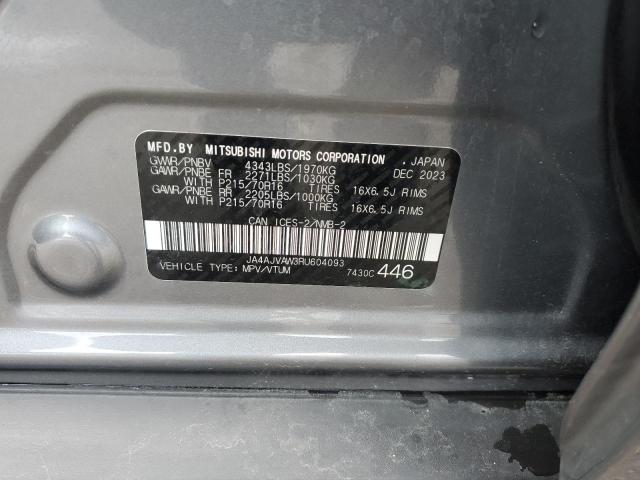 MFD.BY MITSUBISHI MOTORS CORPORATION . JAPAN
GVWR/PNBV 4343LBS/1970KG DEC 2023
GAWR/PNBE FR 2271LBS/1030KG
WITH P215/70R16 TIRES 16X6.5J RIMS
GAWR/PNBE RR 2205LBS/1000KG
WITH P215/70R16 TIRES 16X6.5J RIMS
CAN ICES-2/NMB-2
JA4AJVAW3RU604093
VEHICLE TYPE: MPV/VTUM 7430C 446